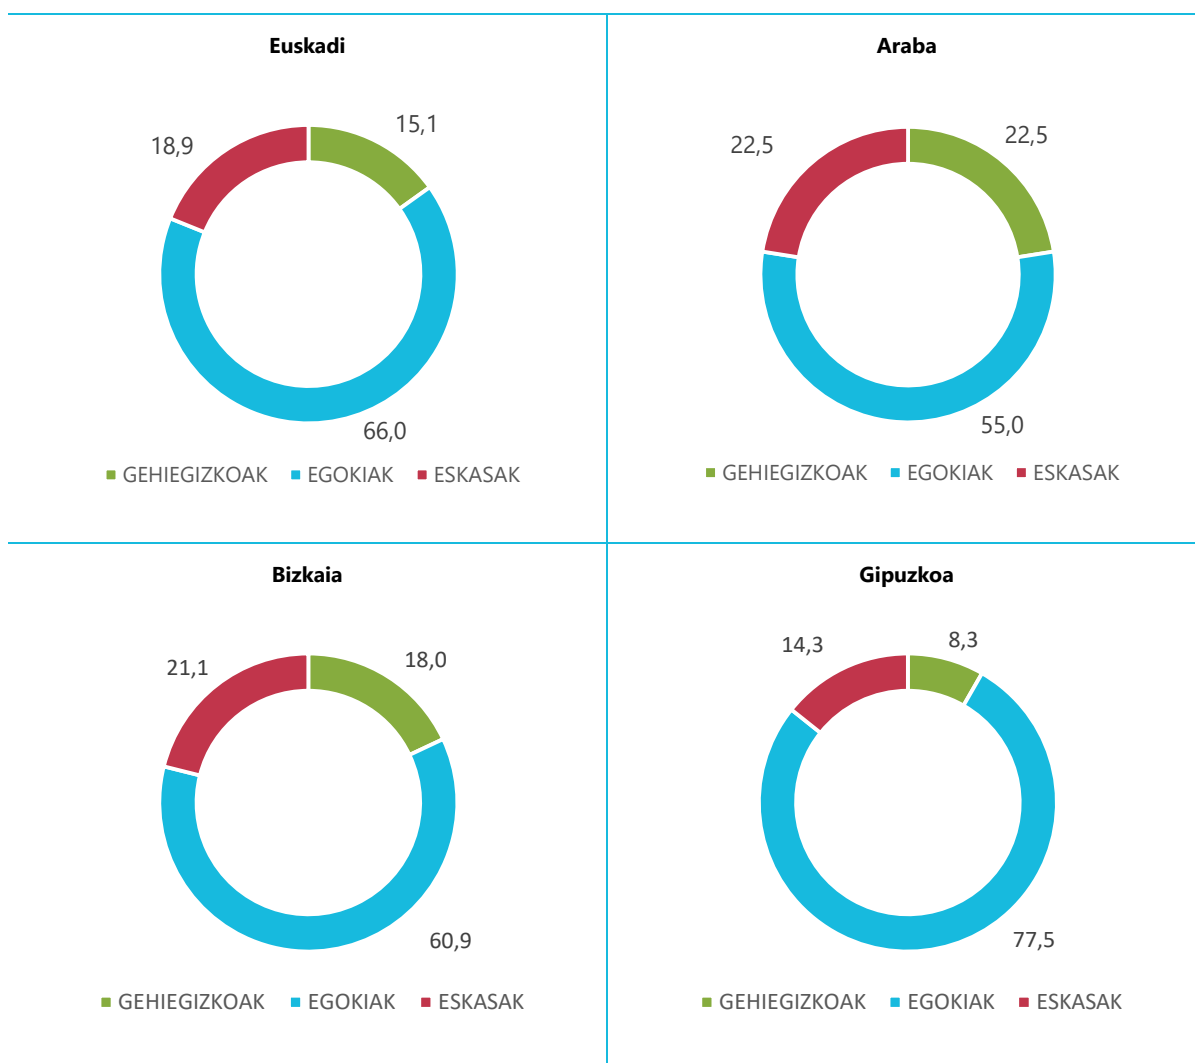 Euskadi
15,1
18,9
66,0
GEHIEGIZKOAK EGOKIAK ESKASAK
Araba
22,5
22,5
55,0
GEHIEGIZKOAK EGOKIAK ESKASAK
Bizkaia
18,0
21,1
60,9
GEHIEGIZKOAK EGOKIAK ESKASAK
Gipuzkoa
8,3
14,3
77,5
GEHIEGIZKOAK EGOKIAK ESKASAK